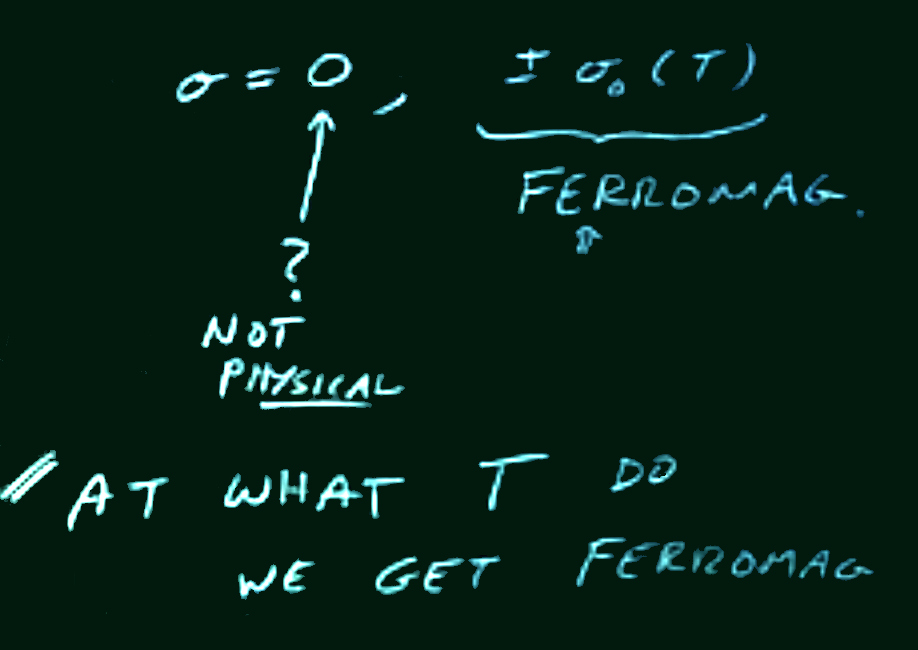 σ = 0 , ± σ₀ (T)
FERROMAG.
?
NOT
PHYSICAL
AT WHAT T DO
WE GET FERROMAG